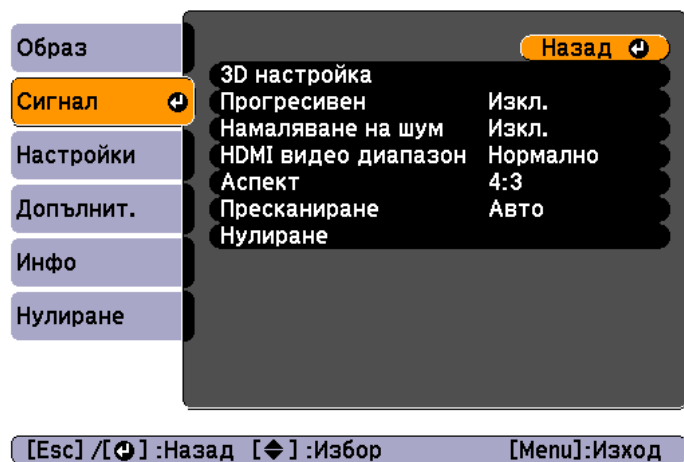 Образ
Сигнал
Настройки
Допълнит.
Инфо
Нулиране
Назад
3D настройка
Прогресивен Изкл.
Намаляване на шум Изкл.
HDMI видео диапазон Нормално
Аспект 4:3
Пресканиране Авто
Нулиране
[Esc] /[ ] :Назад [ ] :Избор [Menu]:Изход